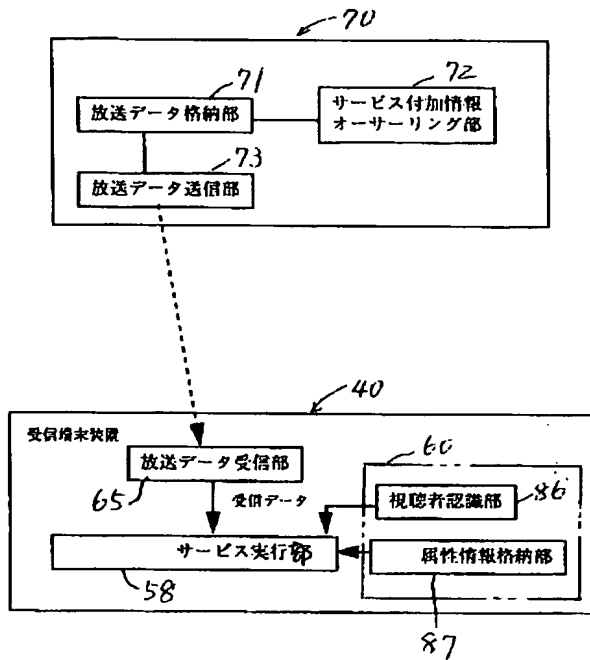 70
71
72
放送データ格納部
サービス付加情報
オーサーリング部
73
放送データ送信部
40
受信端末装置
放送データ受信部
65
受信データ
60
視聴者認識部
86
サービス実行部
58
属性情報格納部
87